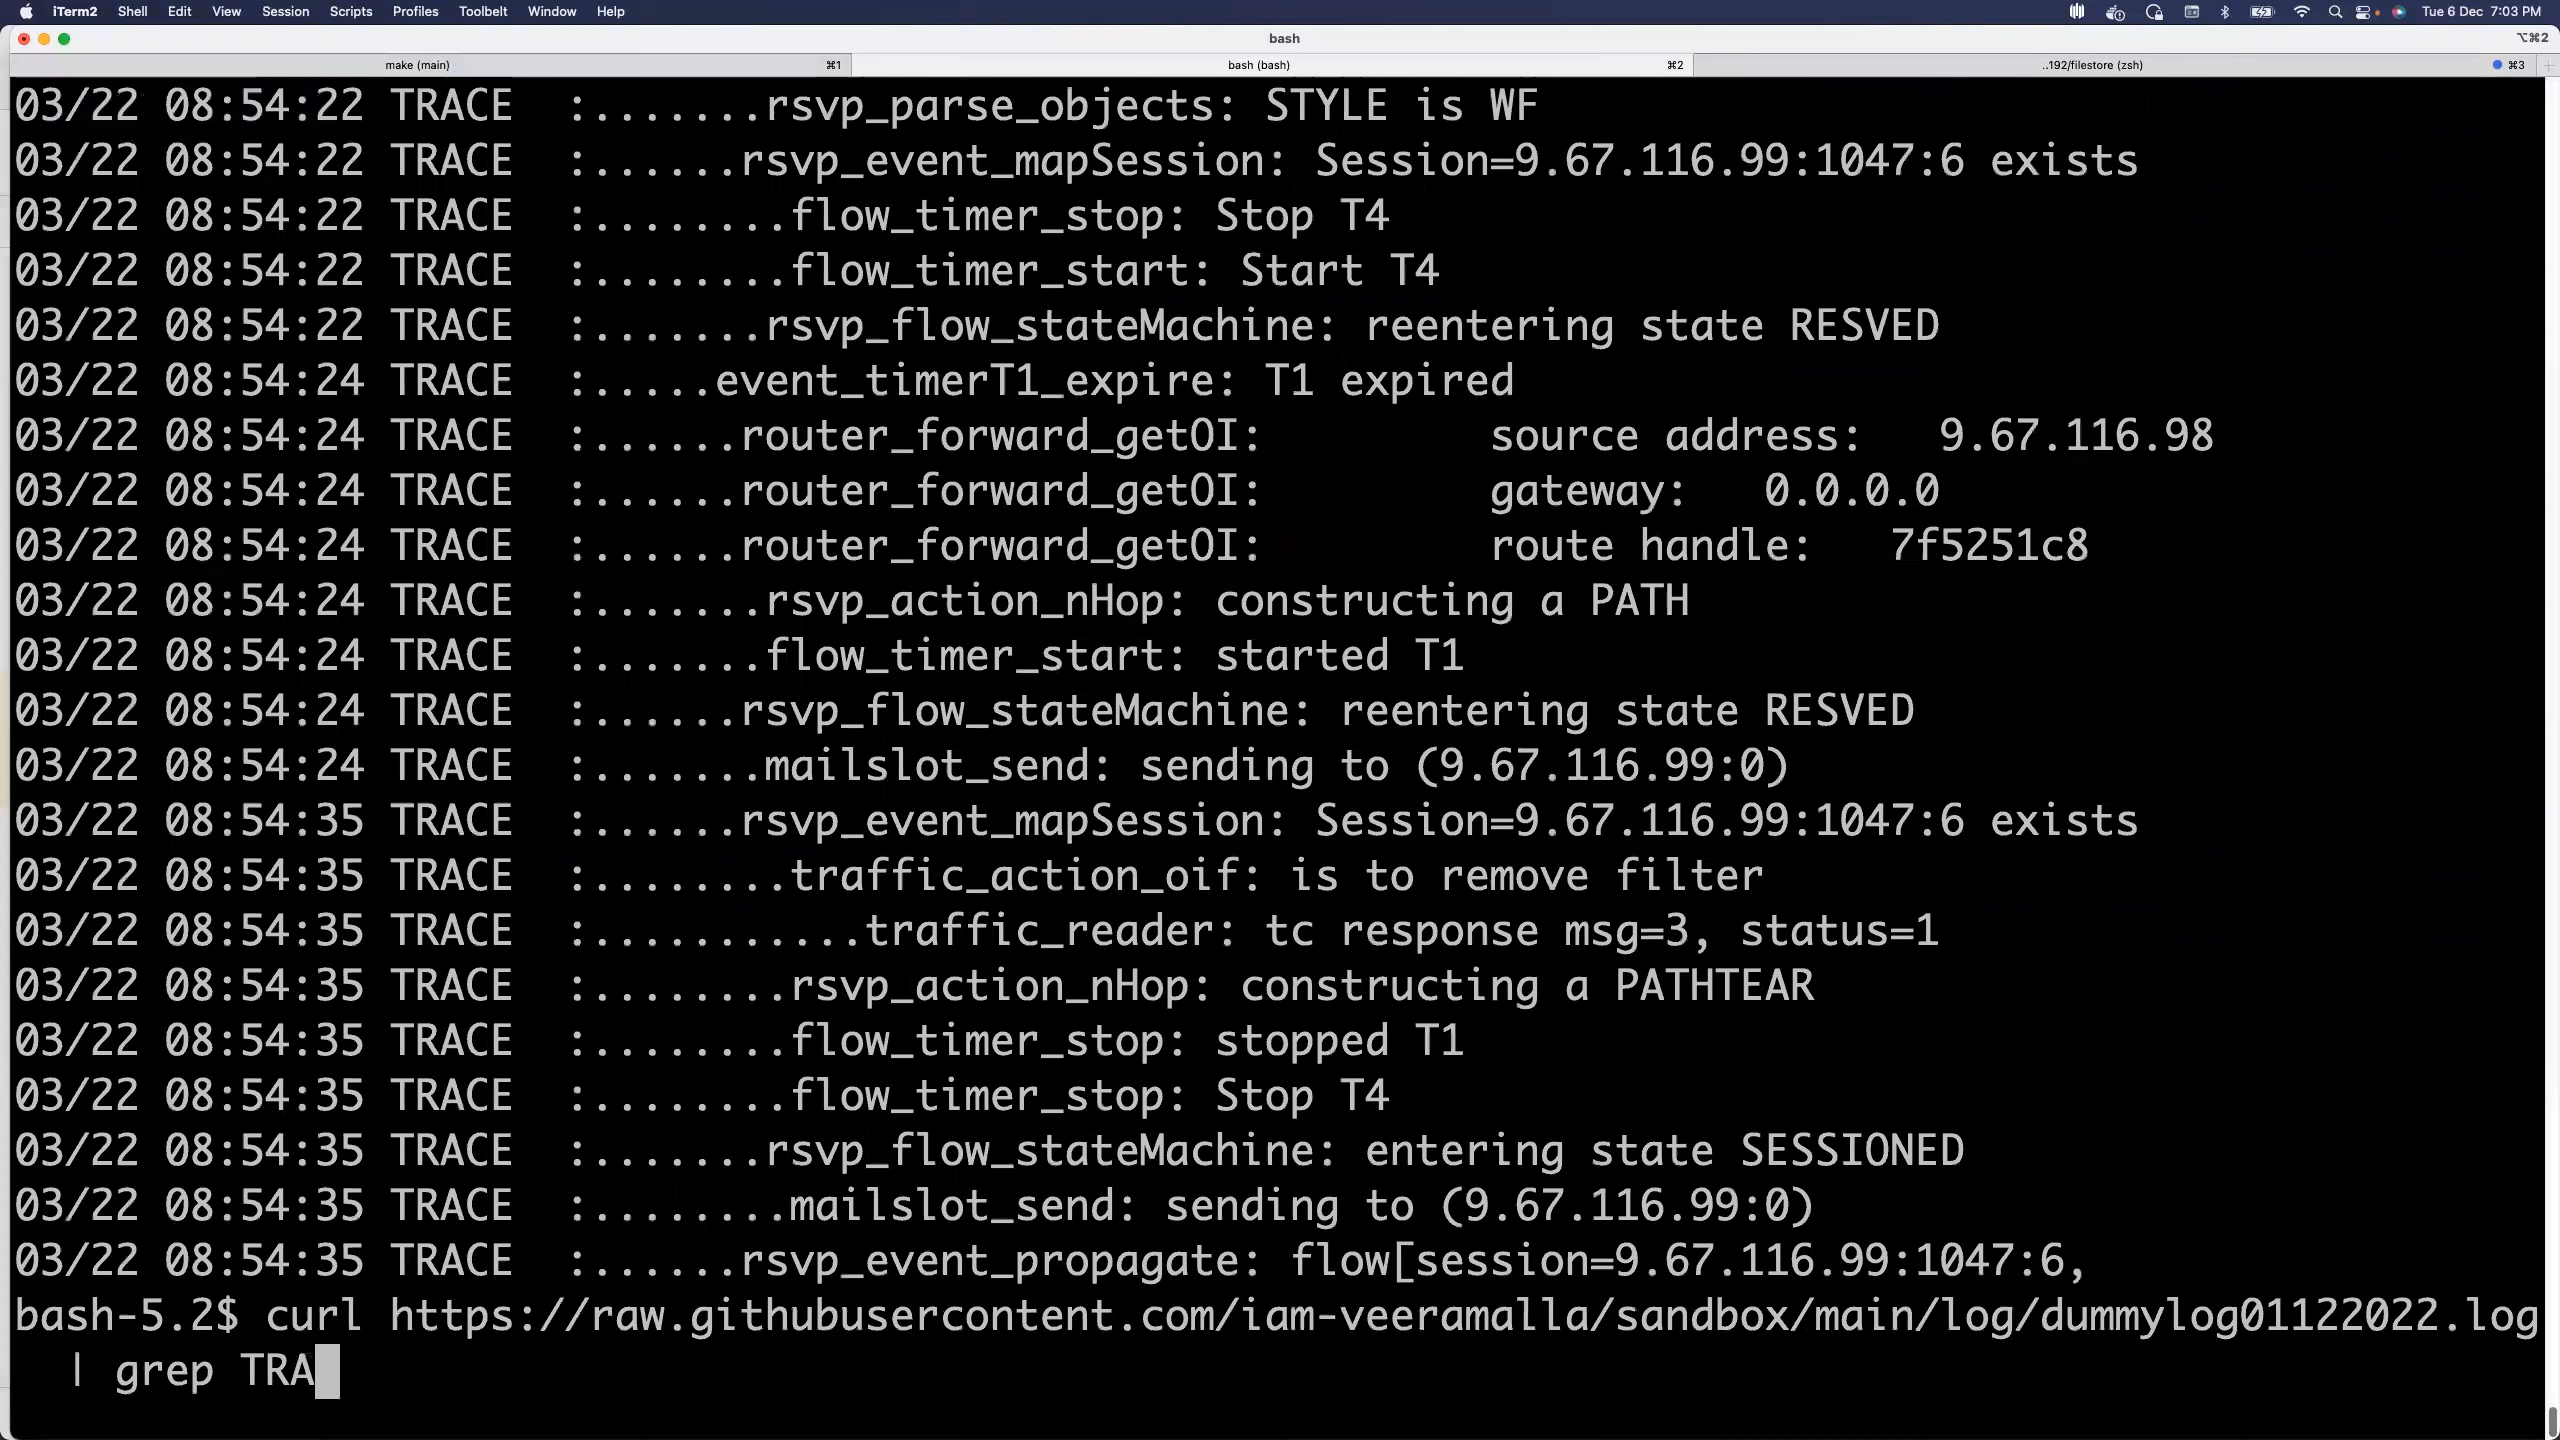 iTerm2 Shell Edit View Session Scripts Profiles Toolbelt Window Help Tue 6 Dec 7:03 PM
bash ⌥⌘2
make (main) ⌘1 bash (bash) ⌘2 ..192/filestore (zsh) ⌘3
03/22 08:54:22 TRACE  :.......rsvp_parse_objects: STYLE is WF
03/22 08:54:22 TRACE  :......rsvp_event_mapSession: Session=9.67.116.99:1047:6 exists
03/22 08:54:22 TRACE  :........flow_timer_stop: Stop T4
03/22 08:54:22 TRACE  :........flow_timer_start: Start T4
03/22 08:54:22 TRACE  :.......rsvp_flow_stateMachine: reentering state RESVED
03/22 08:54:24 TRACE  :.....event_timerT1_expire: T1 expired
03/22 08:54:24 TRACE  :......router_forward_getOI:         source address:   9.67.116.98
03/22 08:54:24 TRACE  :......router_forward_getOI:         gateway:   0.0.0.0
03/22 08:54:24 TRACE  :......router_forward_getOI:         route handle:   7f5251c8
03/22 08:54:24 TRACE  :.......rsvp_action_nHop: constructing a PATH
03/22 08:54:24 TRACE  :.......flow_timer_start: started T1
03/22 08:54:24 TRACE  :......rsvp_flow_stateMachine: reentering state RESVED
03/22 08:54:24 TRACE  :.......mailslot_send: sending to (9.67.116.99:0)
03/22 08:54:35 TRACE  :......rsvp_event_mapSession: Session=9.67.116.99:1047:6 exists
03/22 08:54:35 TRACE  :........traffic_action_oif: is to remove filter
03/22 08:54:35 TRACE  :...........traffic_reader: tc response msg=3, status=1
03/22 08:54:35 TRACE  :........rsvp_action_nHop: constructing a PATHTEAR
03/22 08:54:35 TRACE  :........flow_timer_stop: stopped T1
03/22 08:54:35 TRACE  :........flow_timer_stop: Stop T4
03/22 08:54:35 TRACE  :.......rsvp_flow_stateMachine: entering state SESSIONED
03/22 08:54:35 TRACE  :........mailslot_send: sending to (9.67.116.99:0)
03/22 08:54:35 TRACE  :......rsvp_event_propagate: flow[session=9.67.116.99:1047:6,
bash-5.2$ curl https://raw.githubusercontent.com/iam-veeramalla/sandbox/main/log/dummylog01122022.log
| grep TRA